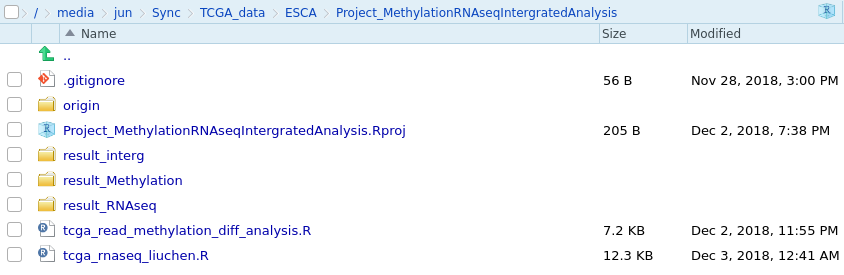 / media jun Sync TCGA_data ESCA Project_MethylationRNAseqIntergratedAnalysis
Name Size Modified
..
.gitignore 56 B Nov 28, 2018, 3:00 PM
origin
Project_MethylationRNAseqIntergratedAnalysis.Rproj 205 B Dec 2, 2018, 7:38 PM
result_interg
result_Methylation
result_RNAseq
tcga_read_methylation_diff_analysis.R 7.2 KB Dec 2, 2018, 11:55 PM
tcga_rnaseq_liuchen.R 12.3 KB Dec 3, 2018, 12:41 AM